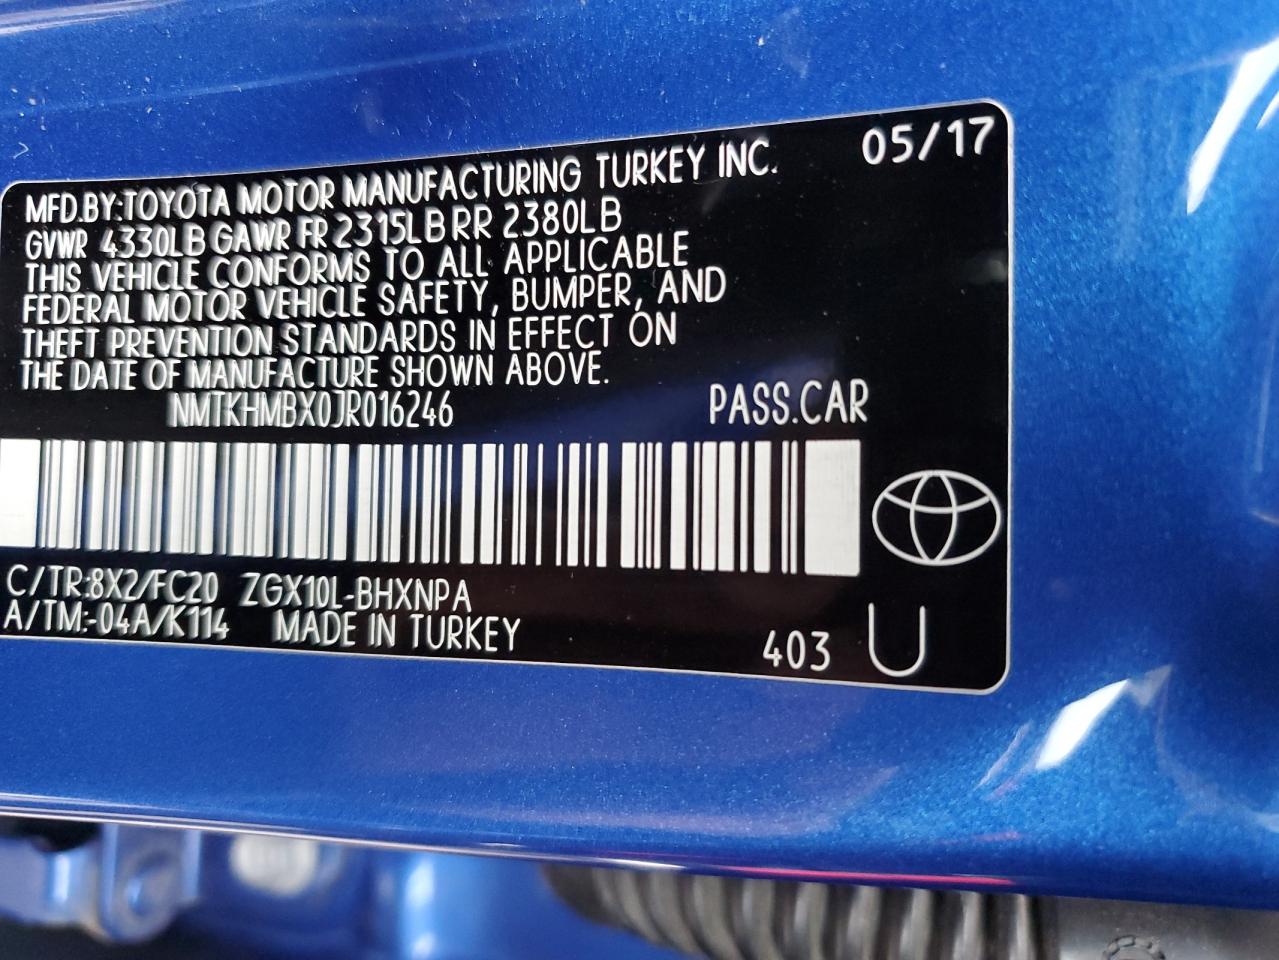 05/17
MFD.BY:TOYOTA MOTOR MANUFACTURING TURKEY INC.
GVWR 4330LB GAWR FR 2315LB RR 2380LB
THIS VEHICLE CONFORMS TO ALL APPLICABLE
FEDERAL MOTOR VEHICLE SAFETY, BUMPER, AND
THEFT PREVENTION STANDARDS IN EFFECT ON
THE DATE OF MANUFACTURE SHOWN ABOVE.
NMTKHMBX0JR016246 PASS.CAR
C/TR:8X2/FC20 ZGX10L-BHXNPA
A/TM:-04A/K114 MADE IN TURKEY
403 U